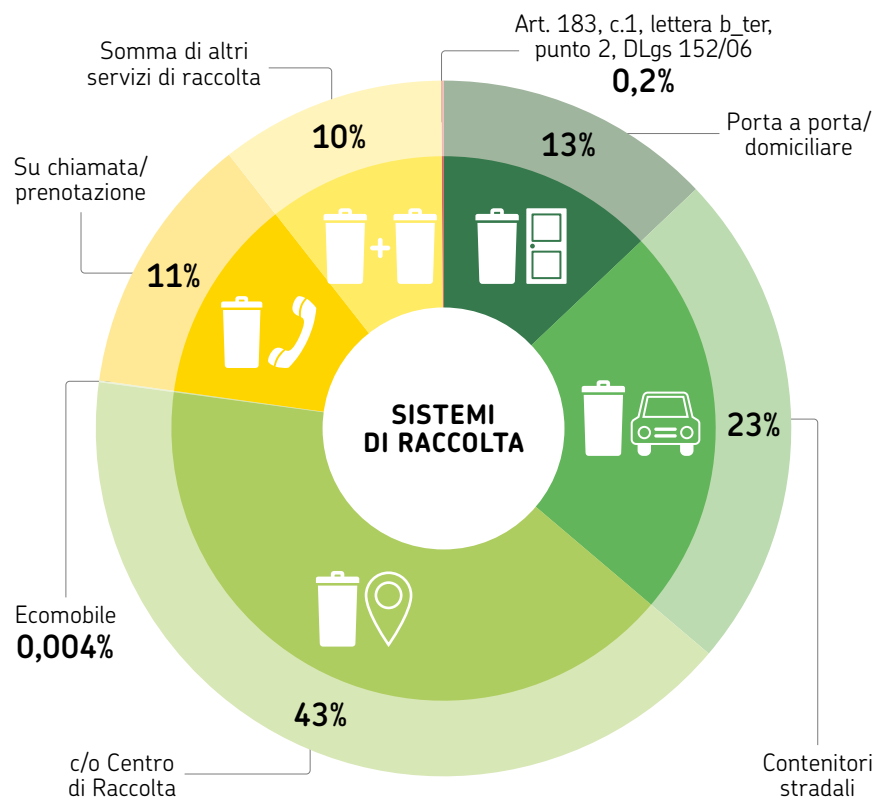 Art. 183, c.1, lettera b_ter,
punto 2, DLgs 152/06
0,2%
Somma di altri
servizi di raccolta
10%
13%
Porta a porta/
domiciliare
Su chiamata/
prenotazione
11%
SISTEMI
DI RACCOLTA
23%
Ecomobile
0,004%
43%
c/o Centro
di Raccolta
Contenitori
stradali